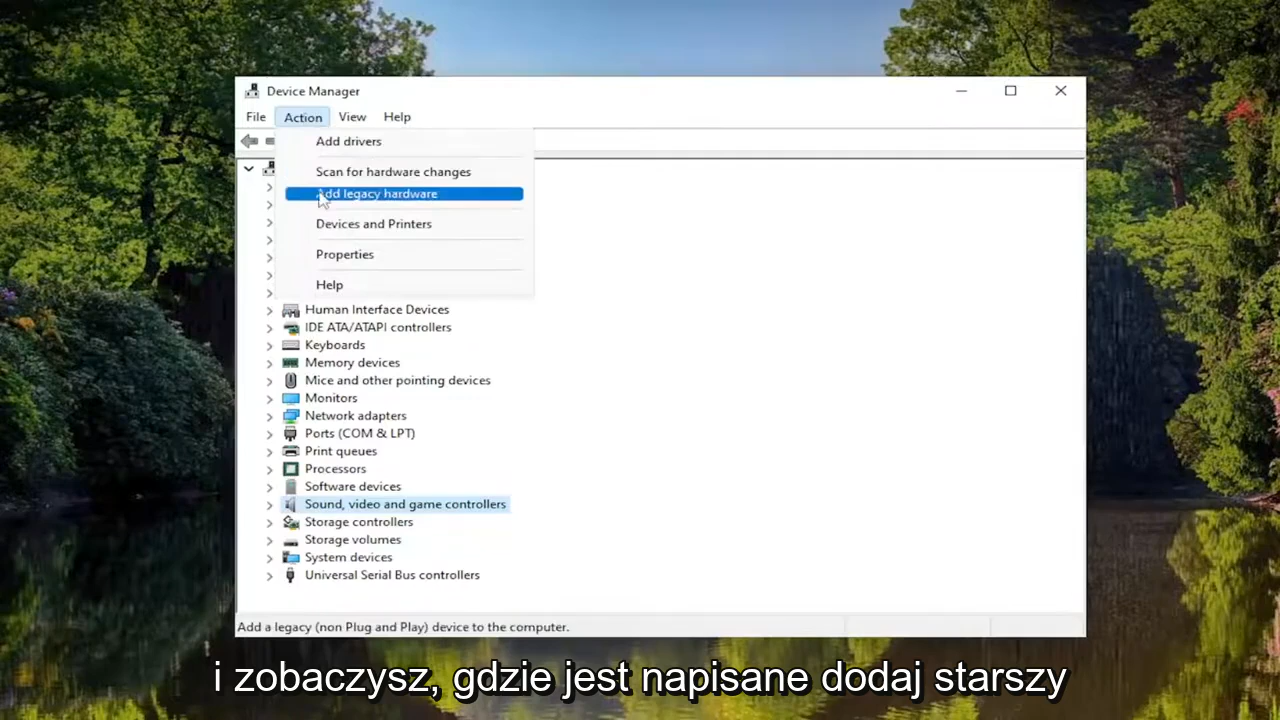 Device Manager
File Action View Help
Add drivers
Scan for hardware changes
Add legacy hardware
Devices and Printers
Properties
Help
Human Interface Devices
IDE ATA/ATAPI controllers
Keyboards
Memory devices
Mice and other pointing devices
Monitors
Network adapters
Ports (COM & LPT)
Print queues
Processors
Software devices
Sound, video and game controllers
Storage controllers
Storage volumes
System devices
Universal Serial Bus controllers
Add a legacy (non Plug and Play) device to the computer.
i zobaczysz, gdzie jest napisane dodaj starszy